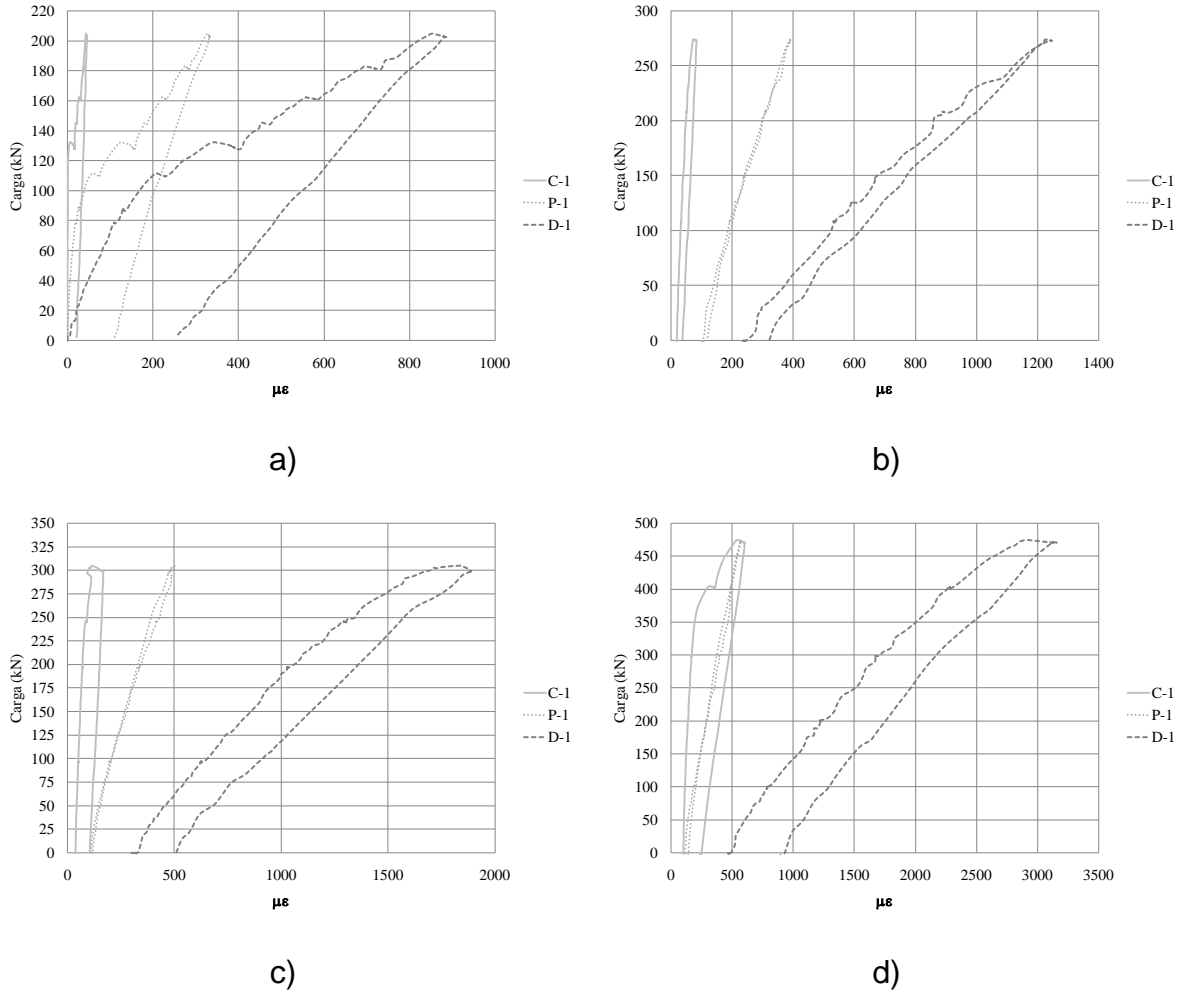 220
200
180
160
140
120
100
80
60
40
20
0
Carga (kN)
0 200 400 600 800 1000
με
C-1
P-1
D-1
a)
300
250
200
150
100
50
0
Carga (kN)
0 200 400 600 800 1000 1200 1400
με
C-1
P-1
D-1
b)
350
325
300
275
250
225
200
175
150
125
100
75
50
25
0
Carga (kN)
0 500 1000 1500 2000
με
C-1
P-1
D-1
c)
500
450
400
350
300
250
200
150
100
50
0
Carga (kN)
0 500 1000 1500 2000 2500 3000 3500
με
C-1
P-1
D-1
d)